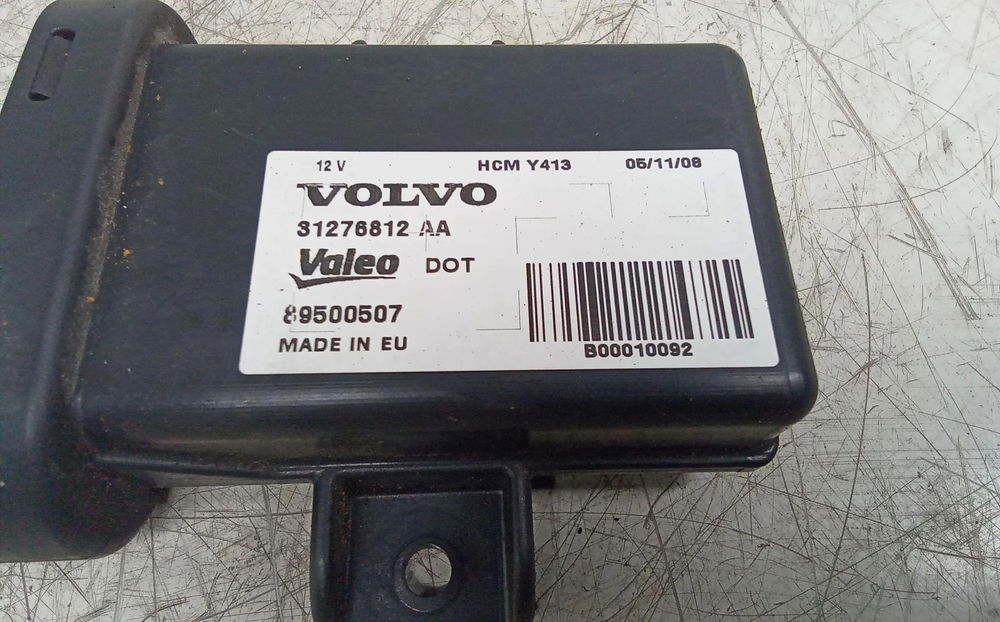 12 V HCM Y413 05/11/08
VOLVO
31276812 AA
Valeo DOT
89500507
MADE IN EU
B00010092